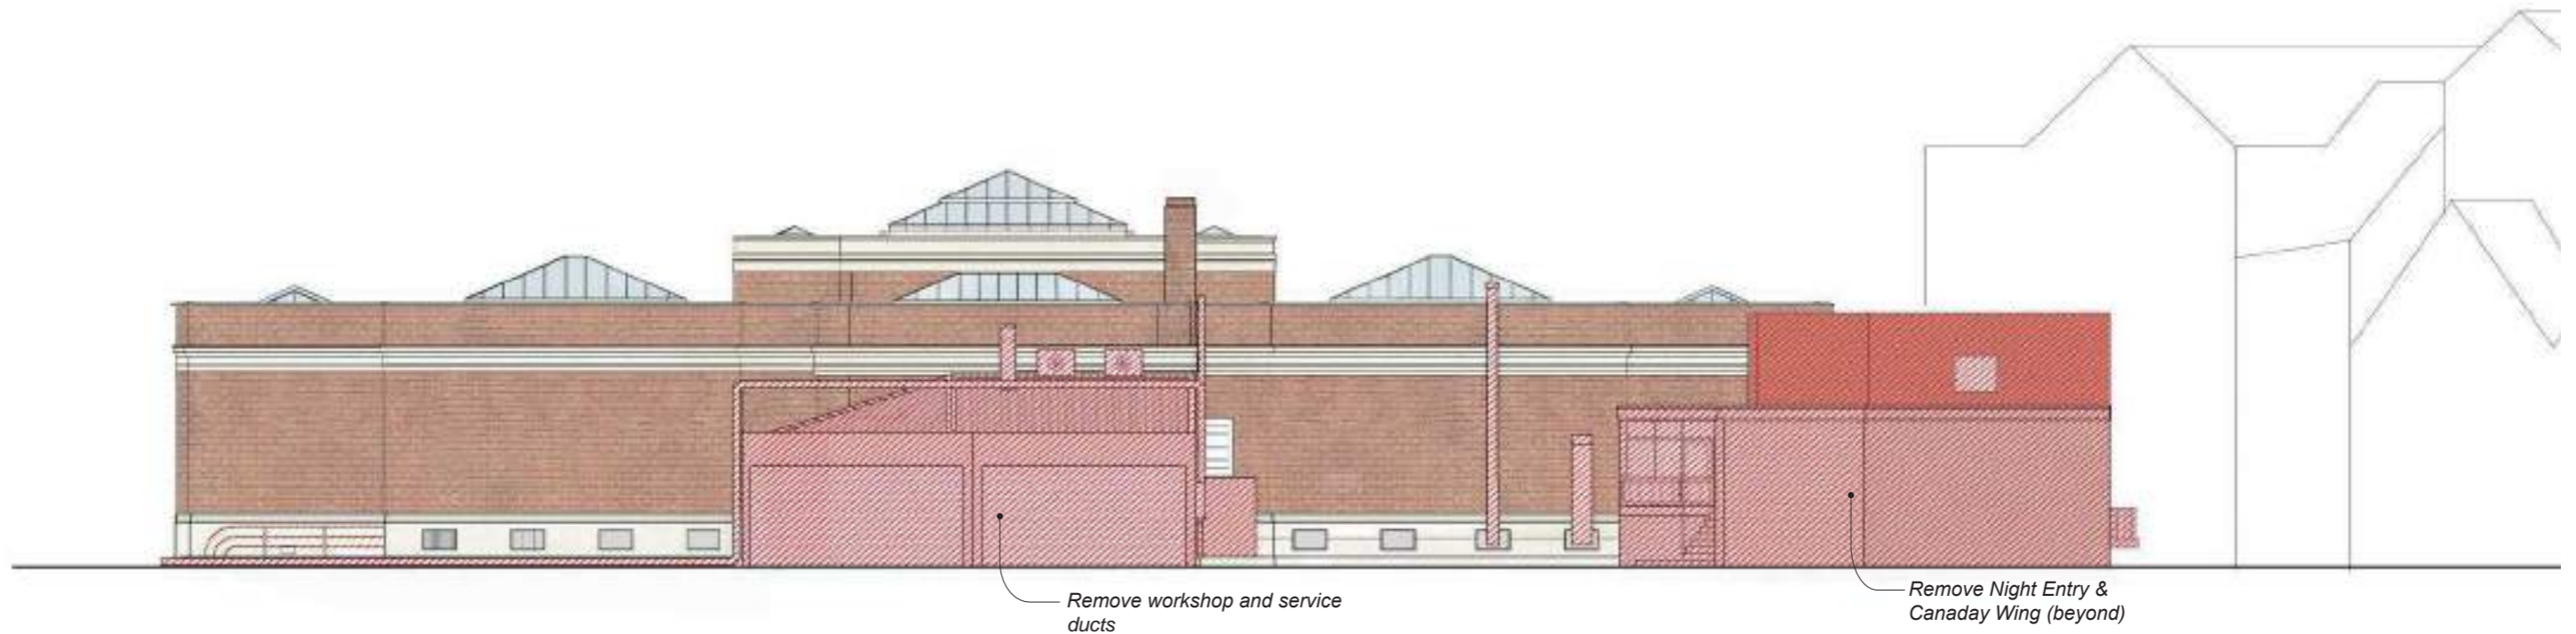 Remove workshop and service
ducts
Remove Night Entry &
Canaday Wing (beyond)